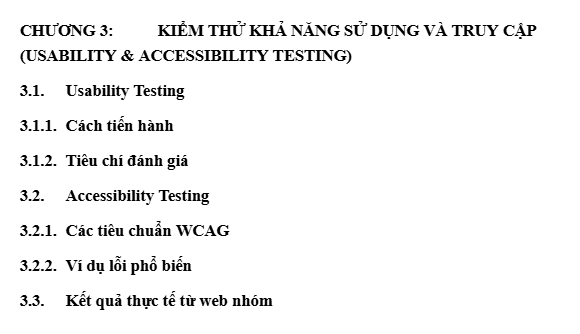 CHƯƠNG 3: KIỂM THỬ KHẢ NĂNG SỬ DỤNG VÀ TRUY CẬP
(USABILITY & ACCESSIBILITY TESTING)
3.1. Usability Testing
3.1.1. Cách tiến hành
3.1.2. Tiêu chí đánh giá
3.2. Accessibility Testing
3.2.1. Các tiêu chuẩn WCAG
3.2.2. Ví dụ lỗi phổ biến
3.3. Kết quả thực tế từ web nhóm